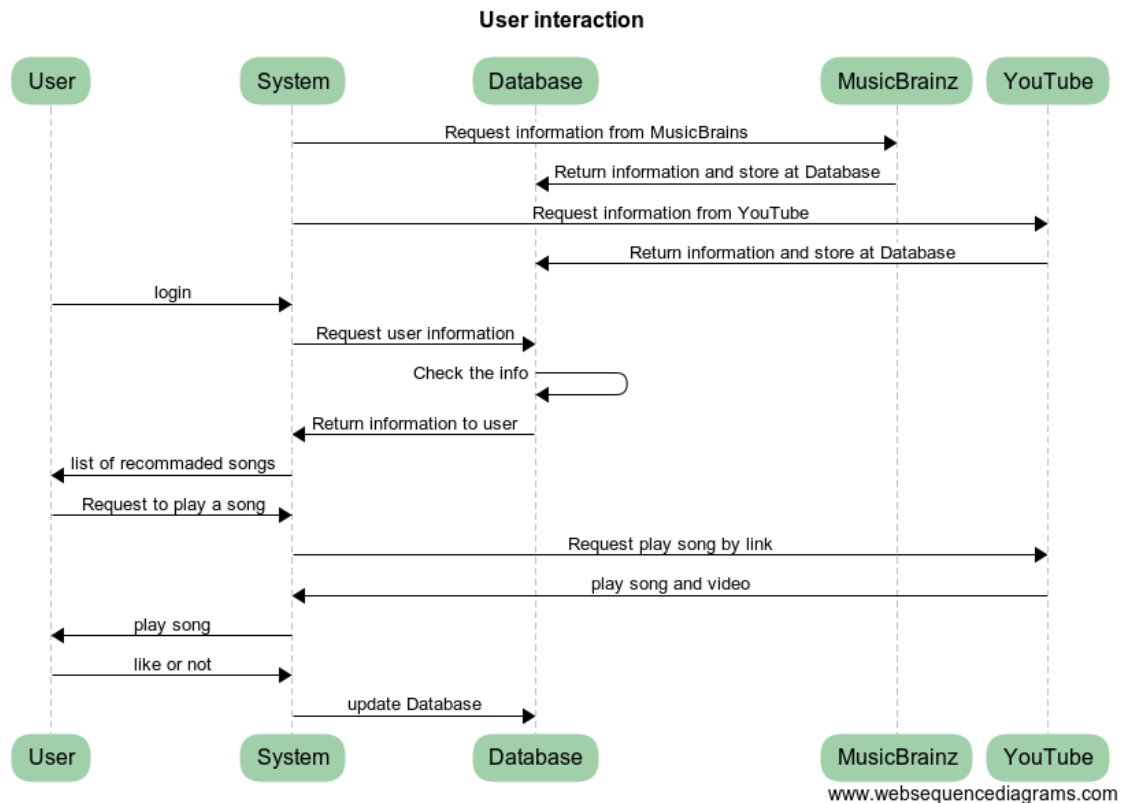 User interaction
User
System
Database
MusicBrainz
YouTube
Request information from MusicBrains
Return information and store at Database
Request information from YouTube
Return information and store at Database
login
Request user information
Check the info
Return information to user
list of recommaded songs
Request to play a song
Request play song by link
play song and video
play song
like or not
update Database
User
System
Database
MusicBrainz
YouTube
www.websequencediagrams.com